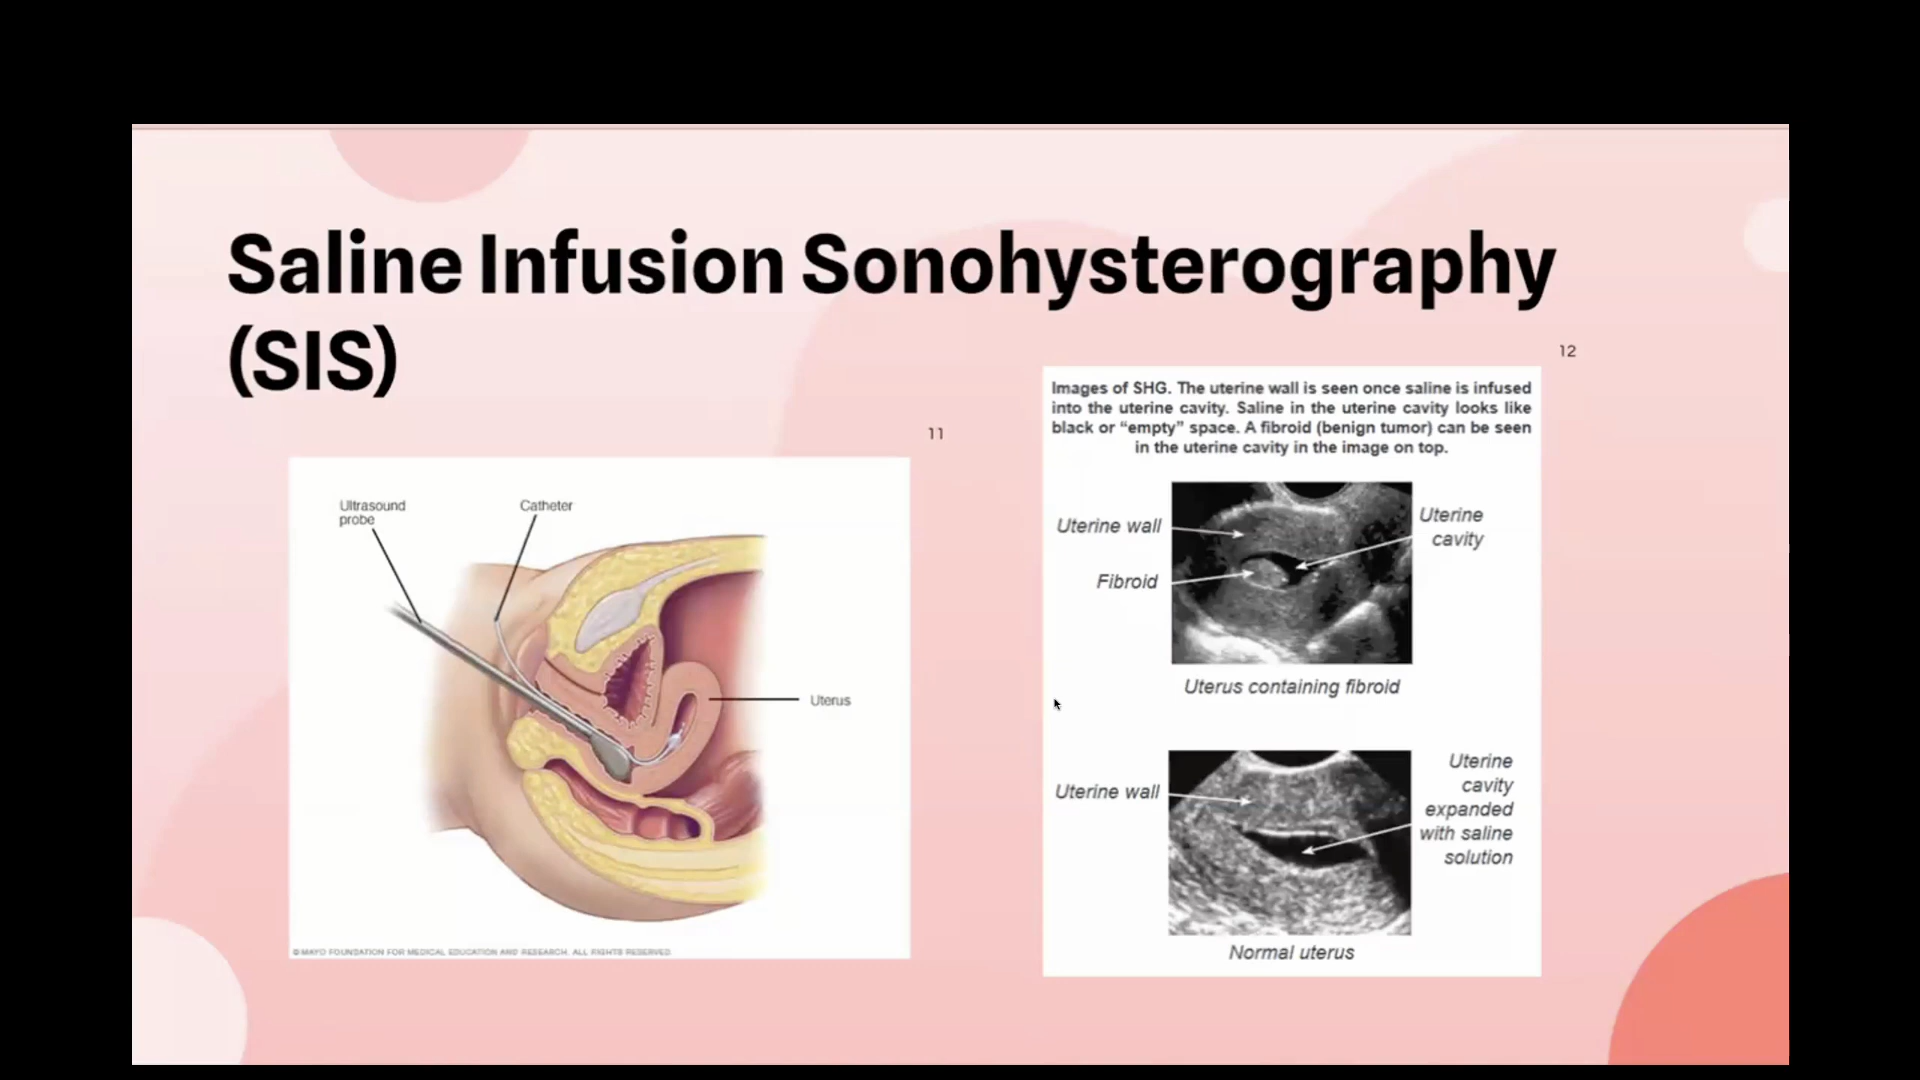 Saline Infusion Sonohysterography
(SIS)
11
Ultrasound
probe
Catheter
Uterus
© MAYO FOUNDATION FOR MEDICAL EDUCATION AND RESEARCH. ALL RIGHTS RESERVED.
12
Images of SHG. The uterine wall is seen once saline is infused
into the uterine cavity. Saline in the uterine cavity looks like
black or “empty” space. A fibroid (benign tumor) can be seen
in the uterine cavity in the image on top.
Uterine wall
Uterine
cavity
Fibroid
Uterus containing fibroid
Uterine wall
Uterine
cavity
expanded
with saline
solution
Normal uterus